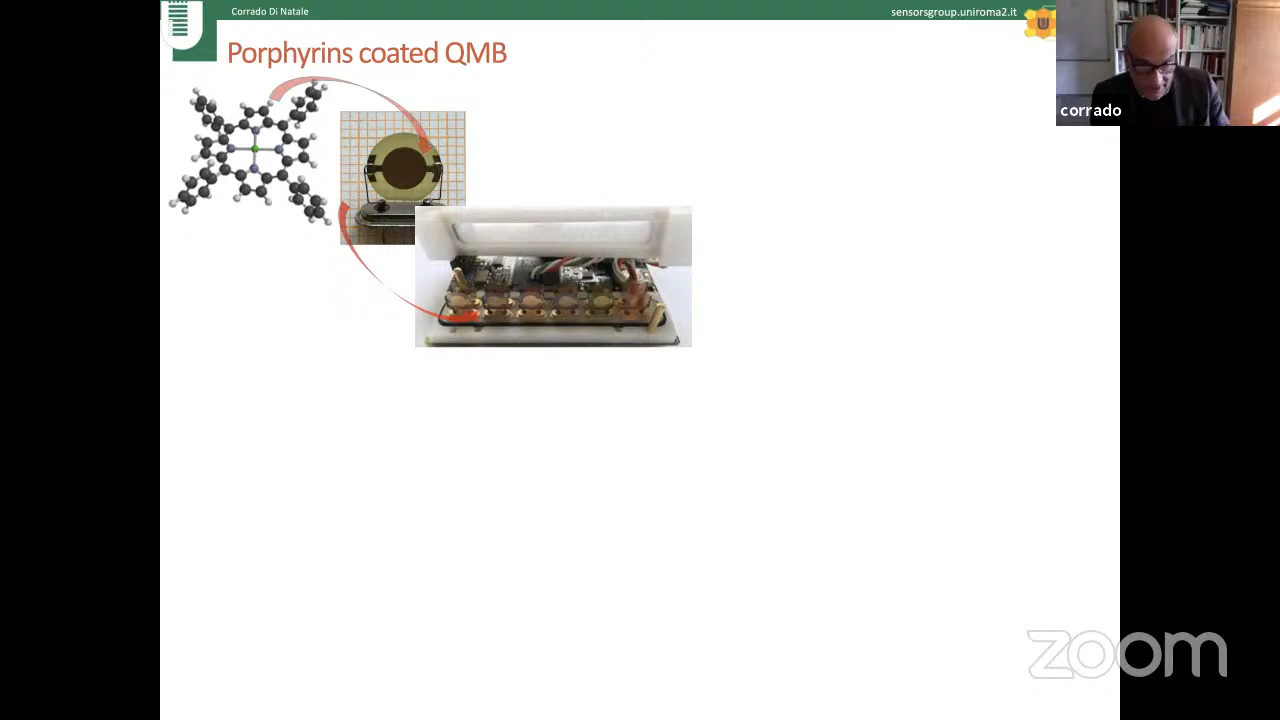 Corrado Di Natale
sensorsgroup.uniroma2.it
Porphyrins coated QMB
corrado
zoom